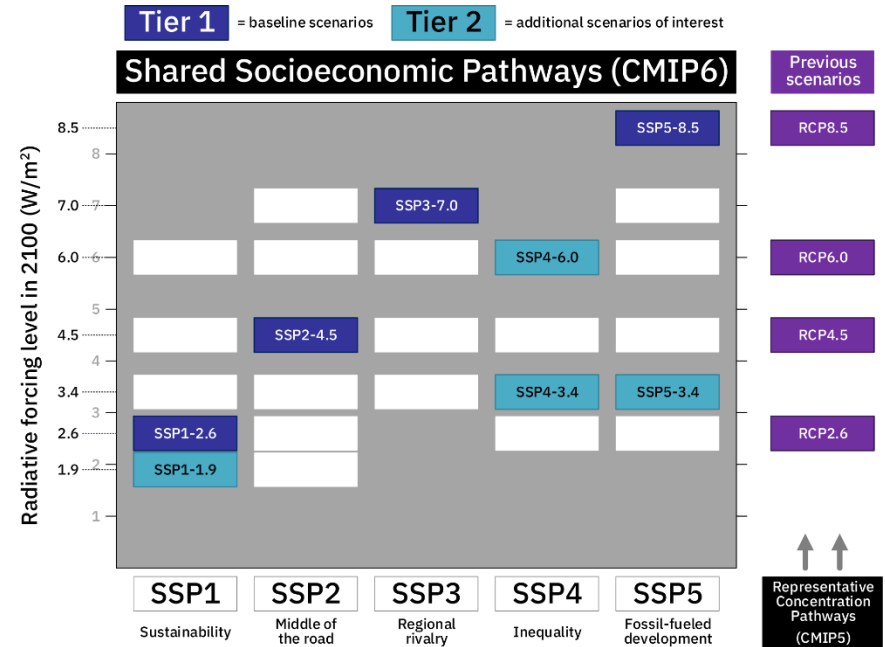 Tier 1 = baseline scenarios Tier 2 = additional scenarios of interest
Shared Socioeconomic Pathways (CMIP6)
Previous
scenarios
Radiative forcing level in 2100 (W/m²)
8.5 SSP5-8.5 RCP8.5
8
7.0 7 SSP3-7.0
6.0 6 SSP4-6.0 RCP6.0
5
4.5 SSP2-4.5 RCP4.5
4
3.4 SSP4-3.4 SSP5-3.4
3
2.6 SSP1-2.6 RCP2.6
2
1.9 SSP1-1.9
1
SSP1 SSP2 SSP3 SSP4 SSP5
Sustainability
Middle of
the road
Regional
rivalry
Inequality
Fossil-fueled
development
Representative
Concentration
Pathways
(CMIP5)